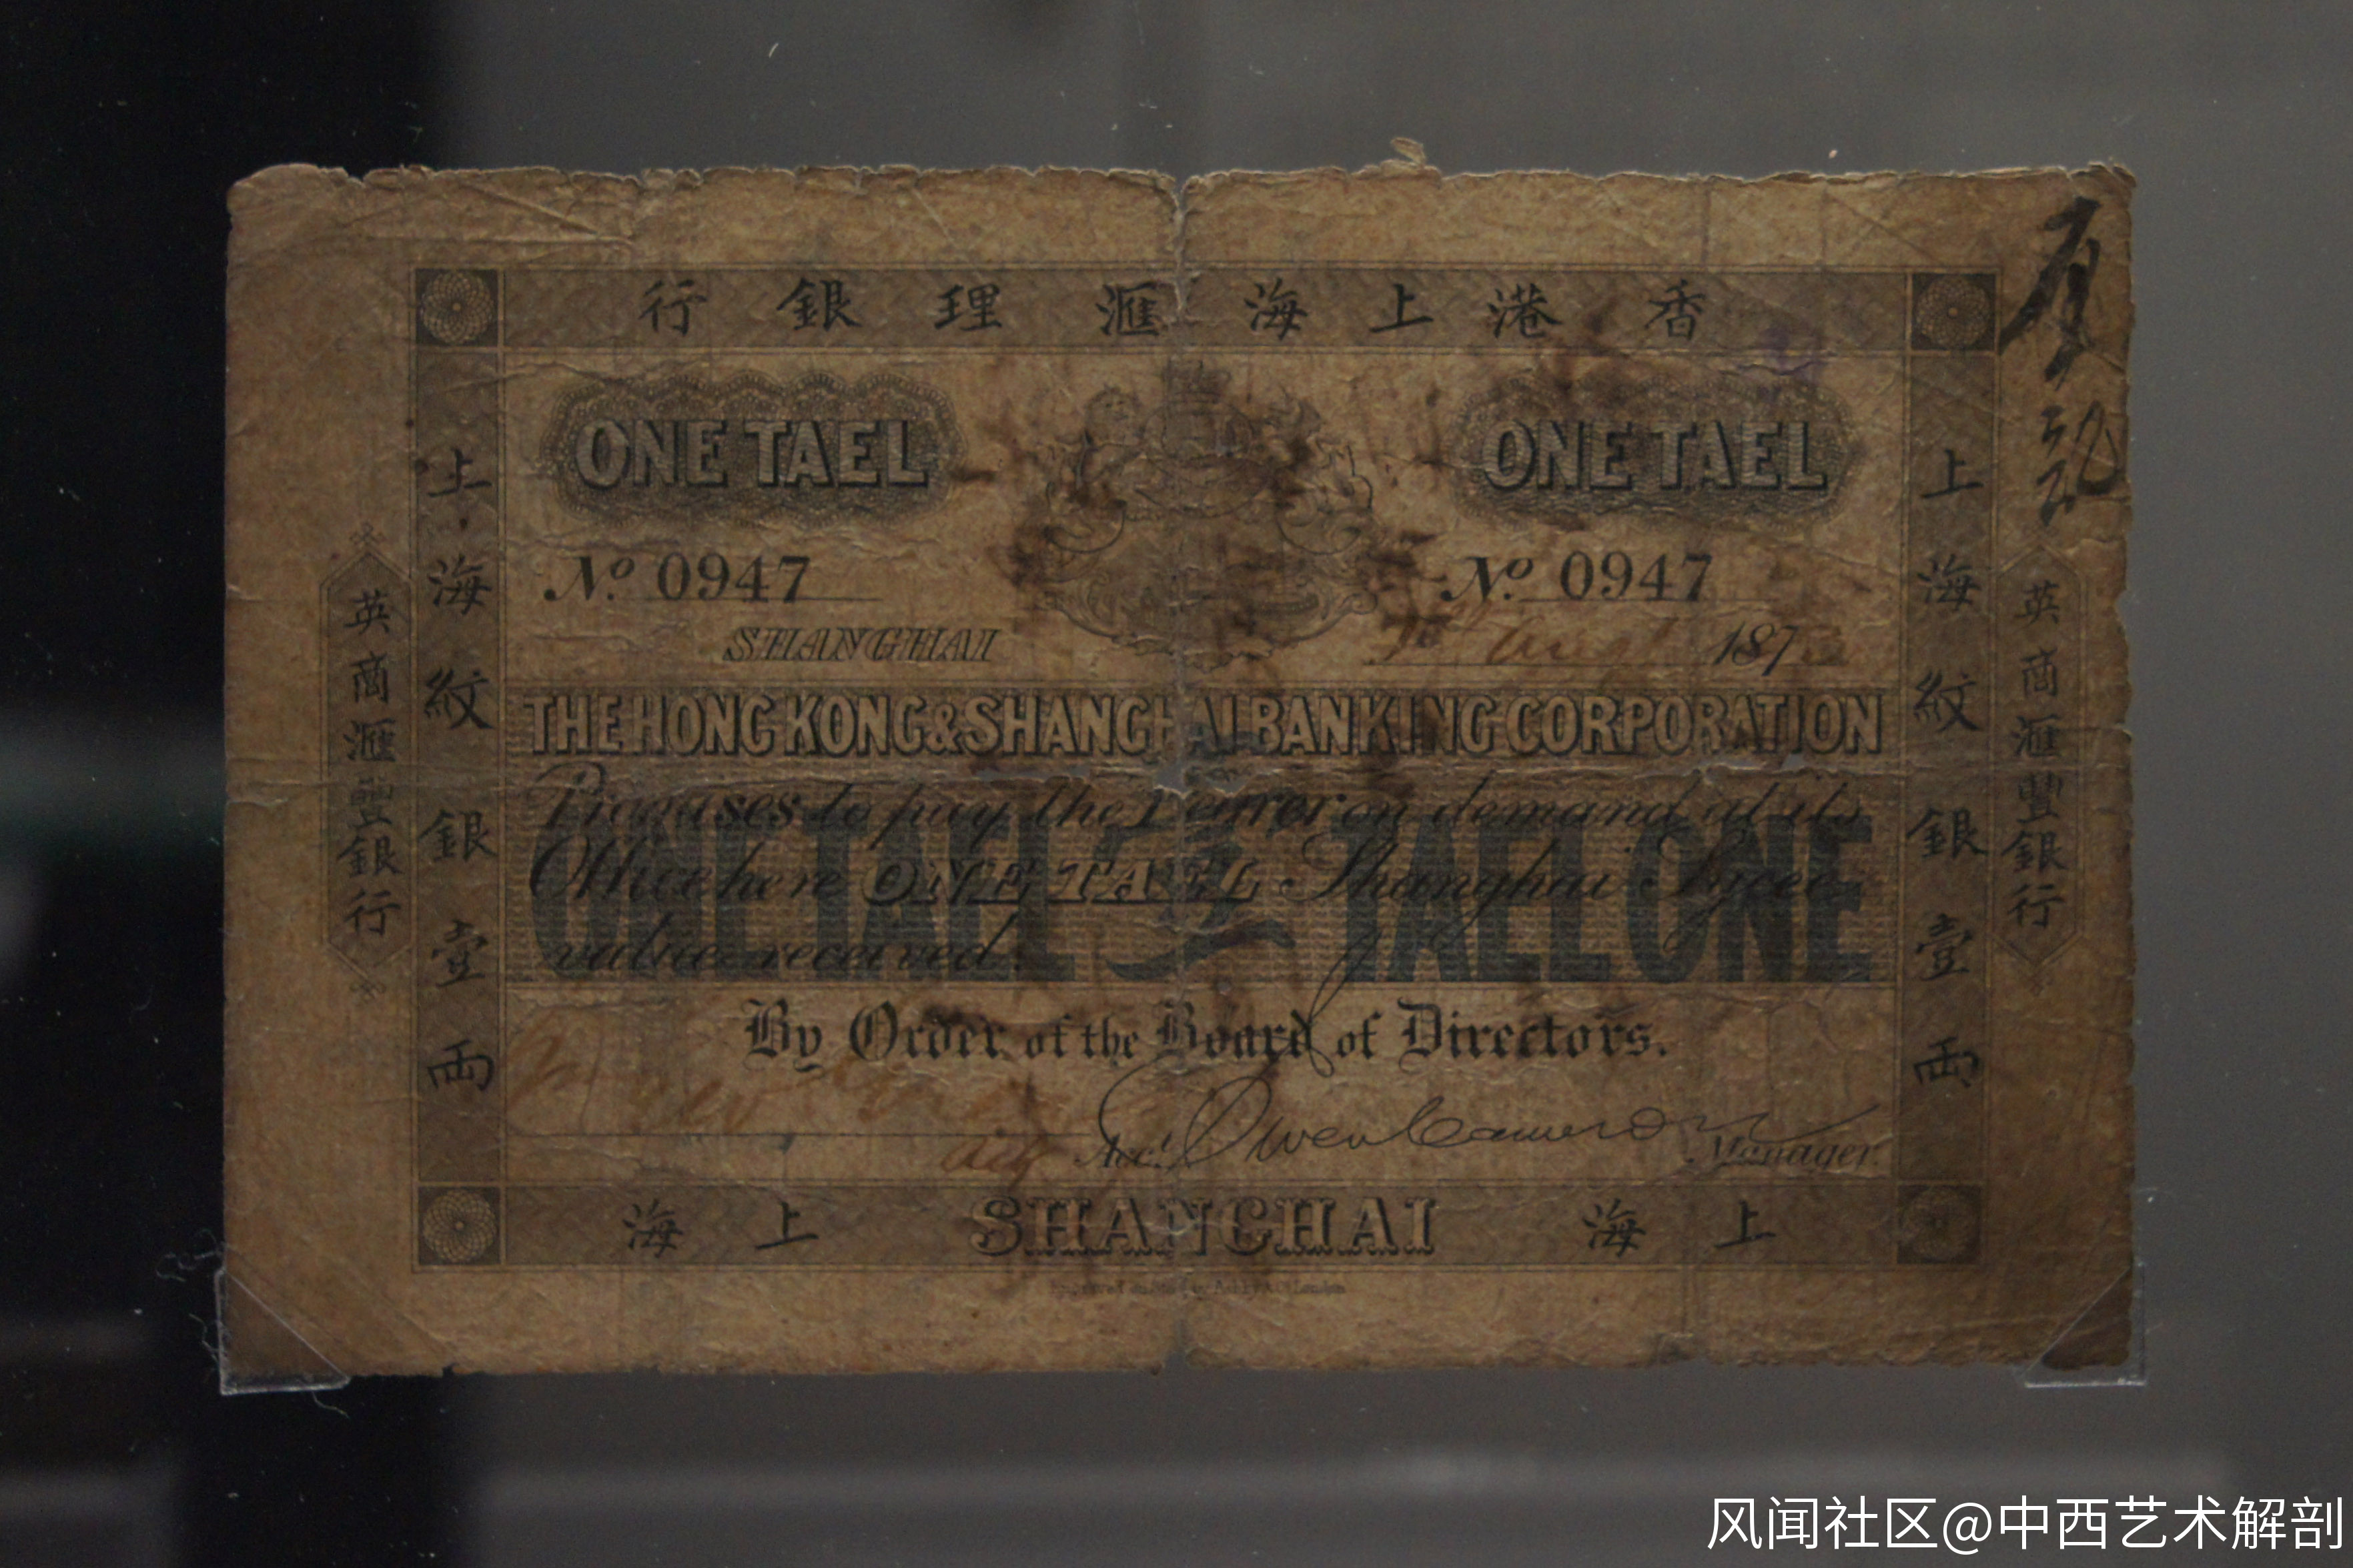 行銀理滙海上港香
ONE TAEL
ONE TAEL
No. 0947
No. 0947
SHANGHAI
187
THE HONG KONG & SHANGHAI BANKING CORPORATION
Promises to pay the Bearer on demand at its
Office here ONE TAEL Shanghai Sycee
value received.
ONE TAEL 壹 TAEL ONE
By Order of the Board of Directors.
Acct.
Ewen Cameron
Manager.
海上 SHANGHAI 海上
上海紋銀壹両
上海紋銀壹両
英商滙豐銀行
英商滙豐銀行
记
风闻社区@中西艺术解剖